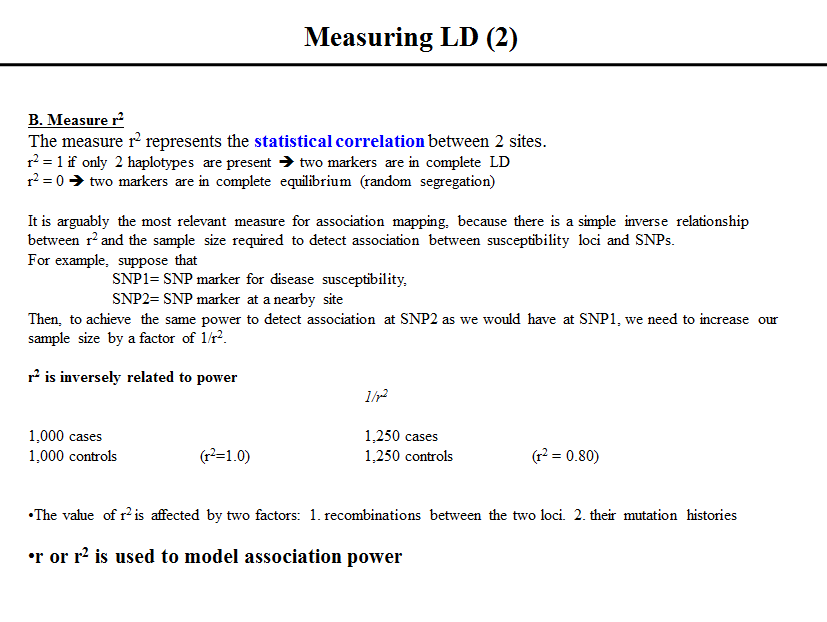 Measuring LD (2)
B. Measure r²
The measure r² represents the statistical correlation between 2 sites.
r² = 1 if only 2 haplotypes are present ➔ two markers are in complete LD
r² = 0 ➔ two markers are in complete equilibrium (random segregation)
It is arguably the most relevant measure for association mapping, because there is a simple inverse relationship
between r² and the sample size required to detect association between susceptibility loci and SNPs.
For example, suppose that
SNP1= SNP marker for disease susceptibility,
SNP2= SNP marker at a nearby site
Then, to achieve the same power to detect association at SNP2 as we would have at SNP1, we need to increase our
sample size by a factor of 1/r².
r² is inversely related to power
1/r²
1,000 cases 1,250 cases
1,000 controls (r²=1.0) 1,250 controls (r² = 0.80)
•The value of r² is affected by two factors: 1. recombinations between the two loci. 2. their mutation histories
•r or r² is used to model association power